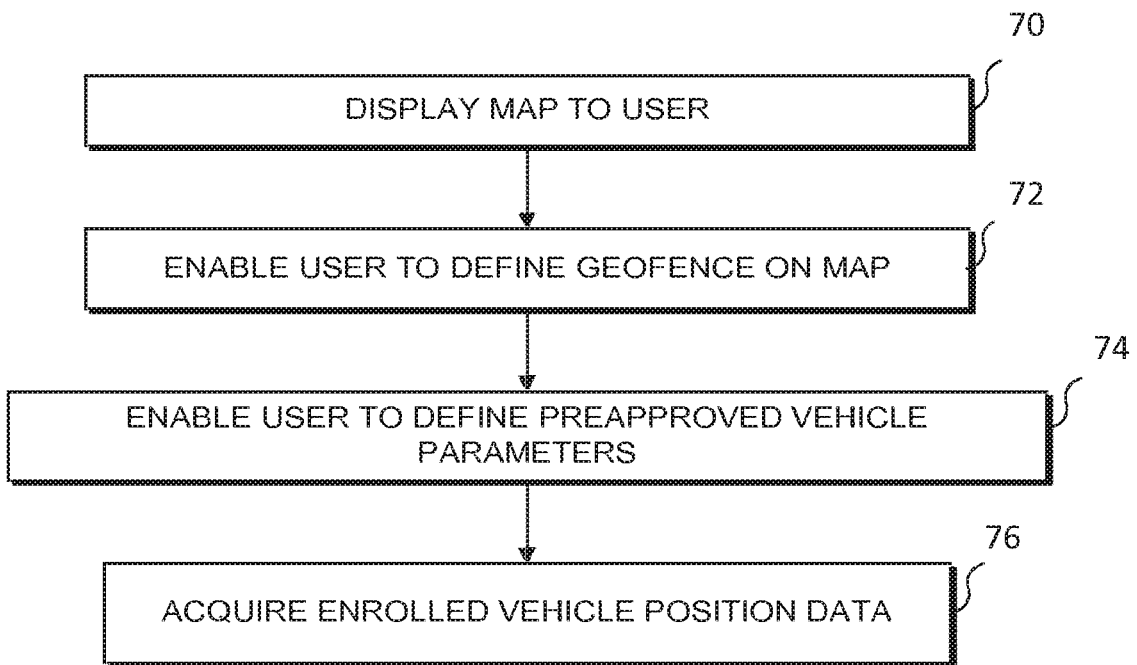 70
DISPLAY MAP TO USER
72
ENABLE USER TO DEFINE GEOFENCE ON MAP
74
ENABLE USER TO DEFINE PREAPPROVED VEHICLE
PARAMETERS
76
ACQUIRE ENROLLED VEHICLE POSITION DATA